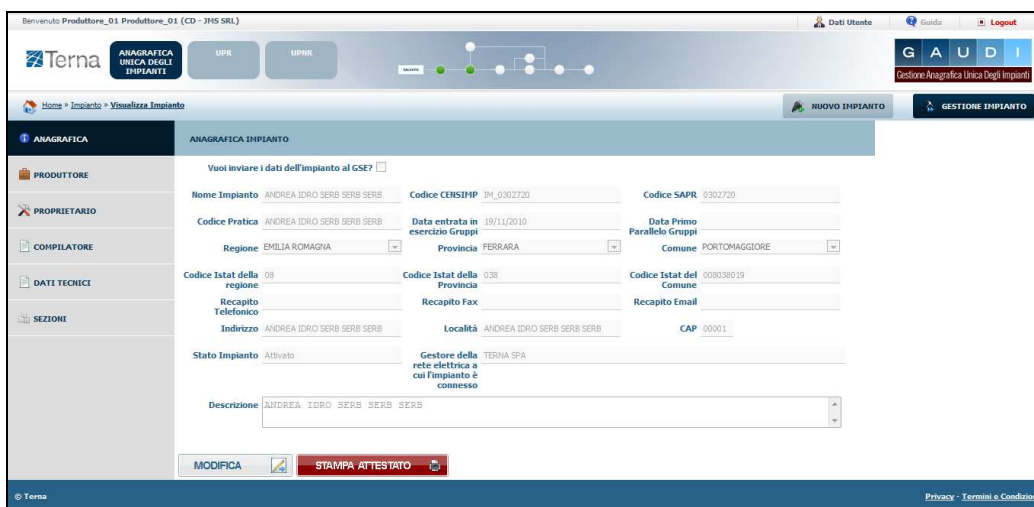 Benvenuto Produttore_01 Produttore_01 (CD - JMS SRL) Dati Utente Guida Logout
Terna ANAGRAFICA UNICA DEGLI IMPIANTI UPR UPNR
G A U D I
Gestione Anagrafica Unica Degli Impianti
Home » Impianto » Visualizza Impianto NUOVO IMPIANTO GESTIONE IMPIANTO
ANAGRAFICA
PRODUTTORE
PROPRIETARIO
COMPILATORE
DATI TECNICI
SEZIONI
ANAGRAFICA IMPIANTO
Vuoi inviare i dati dell'impianto al GSE?
Nome Impianto ANDREA IDRO SERB SERB SERB Codice CENSIMP IM_0302720 Codice SAPR 0302720
Codice Pratica ANDREA IDRO SERB SERB SERB Data entrata in esercizio Gruppi 19/11/2010 Data Primo Parallelo Gruppi
Regione EMILIA ROMAGNA Provincia FERRARA Comune PORTOMAGGIORE
Codice Istat della regione 08 Codice Istat della Provincia 038 Codice Istat del Comune 008038019
Recapito Telefonico Recapito Fax Recapito Email
Indirizzo ANDREA IDRO SERB SERB SERB Località ANDREA IDRO SERB SERB SERB CAP 00001
Stato Impianto Attivato Gestore della rete elettrica a cui l'impianto è connesso TERNA SPA
Descrizione ANDREA IDRO SERB SERB SERB
MODIFICA STAMPA ATTESTATO
© Terna Privacy - Termini e Condizio